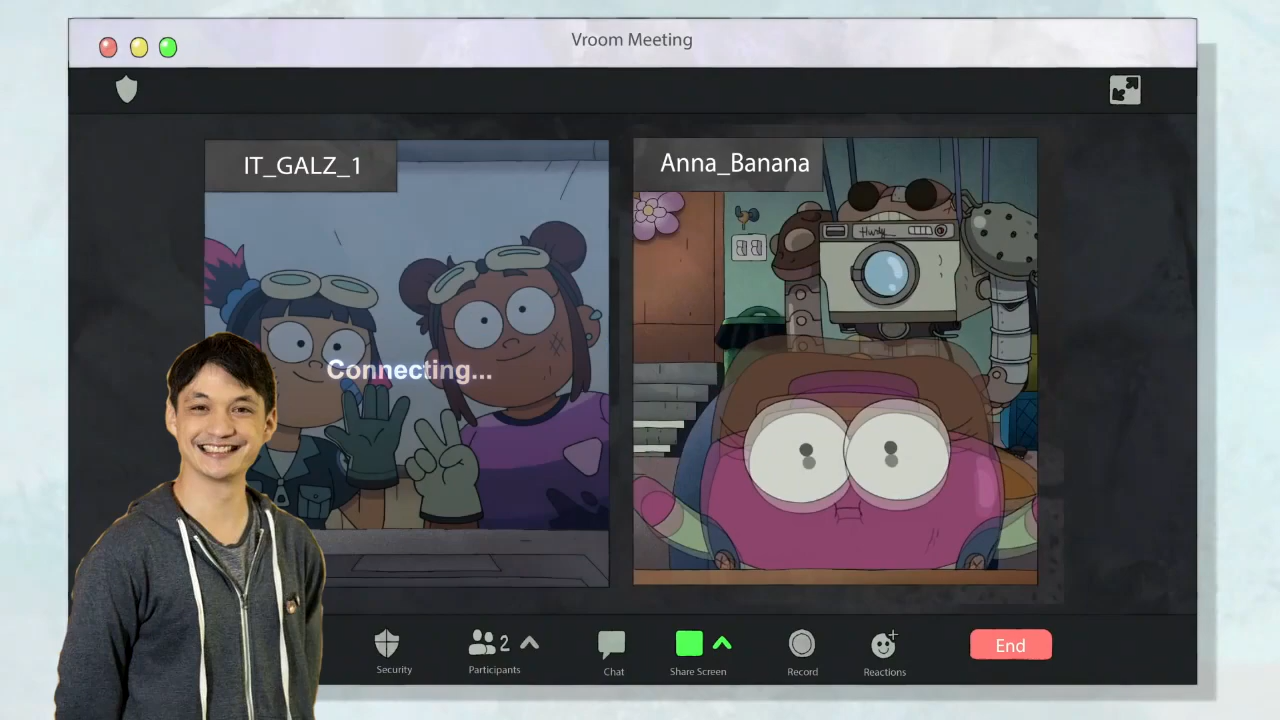 Vroom Meeting
IT_GALZ_1
Anna_Banana
Connecting...
2
Security
Participants
Chat
Share Screen
Record
Reactions
End